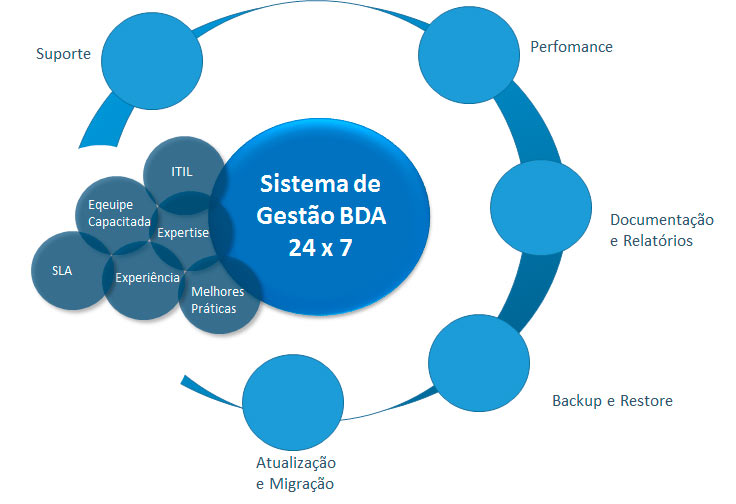 Suporte
Perfomance
ITIL
Sistema de
Gestão BDA
24 x 7
Eqeuipe
Capacitada
Expertise
Documentação
e Relatórios
SLA
Experiência
Melhores
Práticas
Backup e Restore
Atualização
e Migração